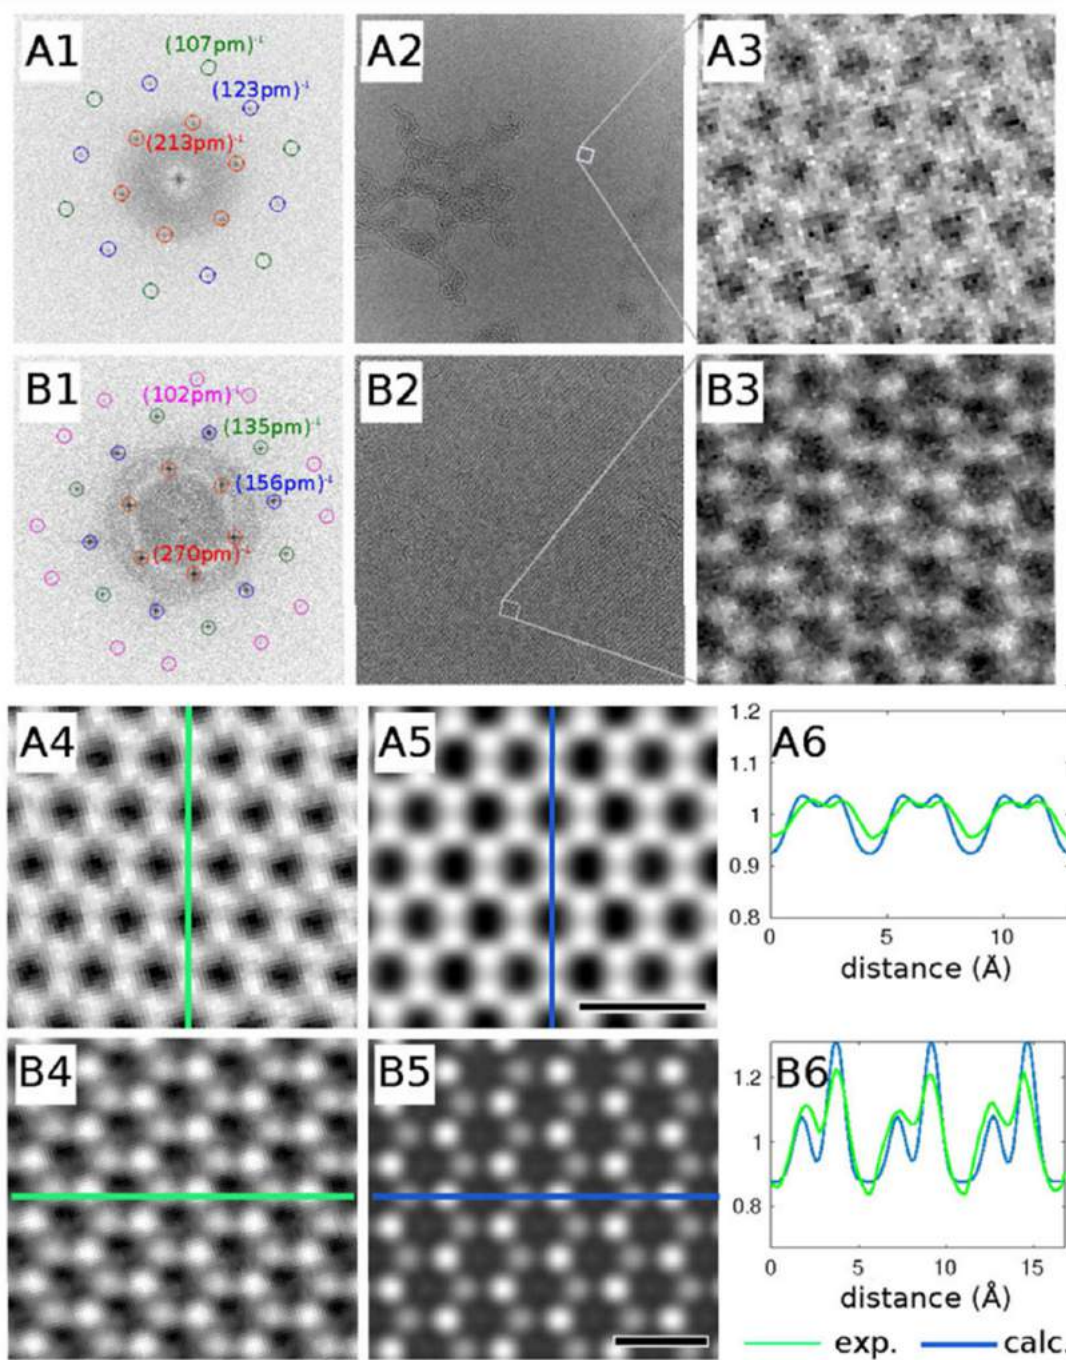 A1
(107pm)⁻¹
(123pm)⁻¹
(213pm)⁻¹
A2
A3
B1
(102pm)⁻¹
(135pm)⁻¹
(156pm)⁻¹
(270pm)⁻¹
B2
B3
A4
A5
A6
1.2
1.1
1
0.9
0.8
0 5 10
distance (Å)
B4
B5
B6
1.2
1
0.8
0 5 10 15
distance (Å)
exp. calc.